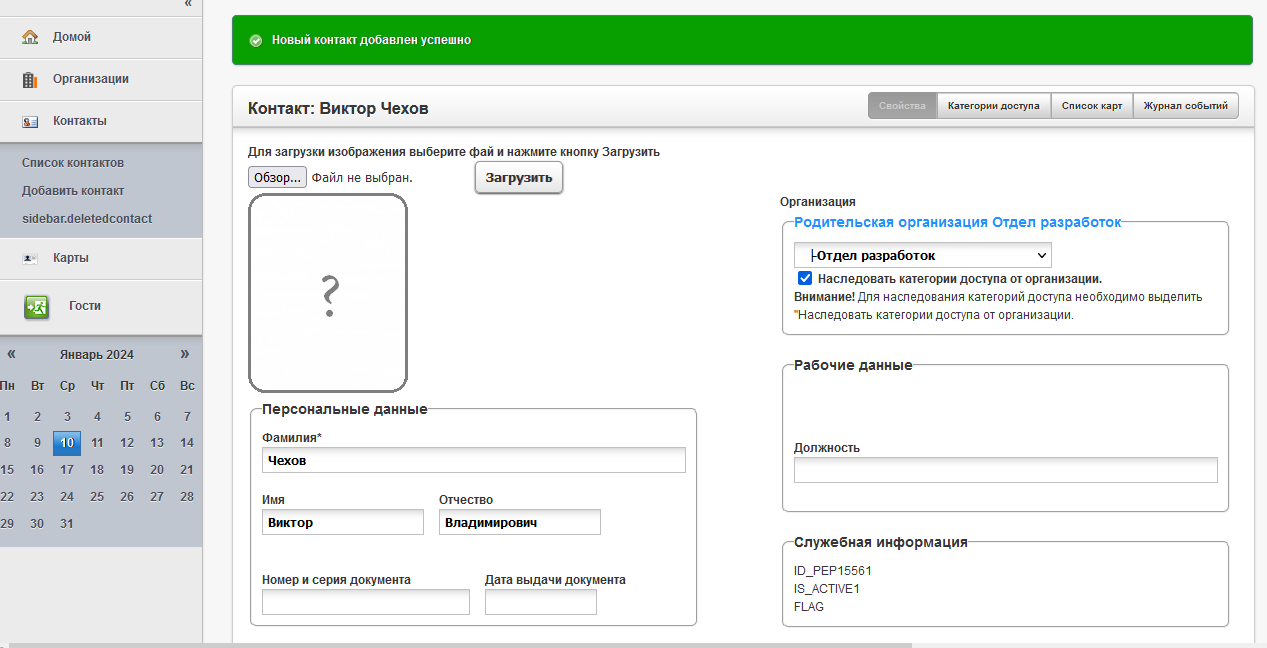 «
Домой
Организации
Контакты
Список контактов
Добавить контакт
sidebar.deletedcontact
Карты
Гости
« Январь 2024 »
Пн Вт Ср Чт Пт Сб Вс
1 2 3 4 5 6 7
8 9 10 11 12 13 14
15 16 17 18 19 20 21
22 23 24 25 26 27 28
29 30 31
Новый контакт добавлен успешно
Контакт: Виктор Чехов
Свойства Категории доступа Список карт Журнал событий
Для загрузки изображения выберите фай и нажмите кнопку Загрузить
Обзор... Файл не выбран. Загрузить
?
Персональные данные
Фамилия*
Чехов
Имя Отчество
Виктор Владимирович
Номер и серия документа Дата выдачи документа
Организация
Родительская организация Отдел разработок
|-Отдел разработок
Наследовать категории доступа от организации.
Внимание! Для наследования категорий доступа необходимо выделить
"Наследовать категории доступа от организации.
Рабочие данные
Должность
Служебная информация
ID_PEP15561
IS_ACTIVE1
FLAG